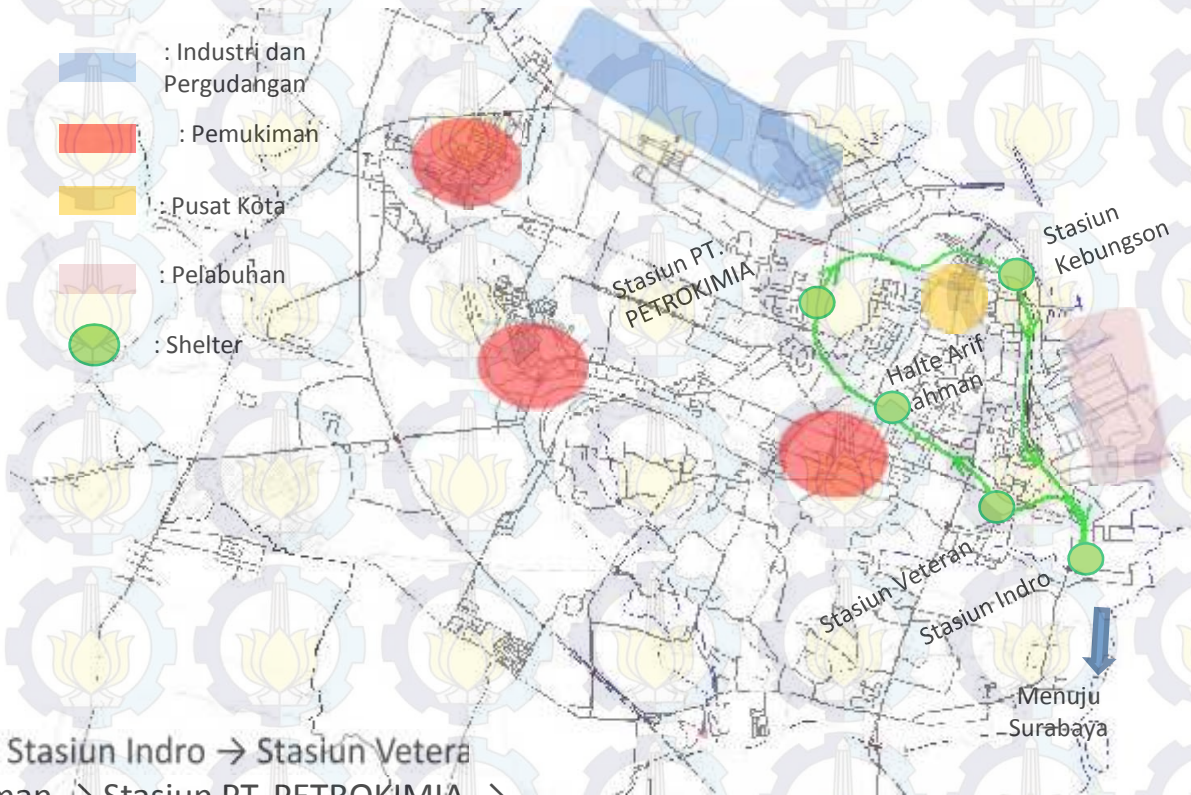 : Industri dan
Pergudangan
: Pemukiman
: Pusat Kota
: Pelabuhan
: Shelter
Stasiun
Kebungson
Stasiun PT.
PETROKIMIA
Halte Arif
ahman
Stasiun Veteran
Stasiun Indro
Menuju
Surabaya
Stasiun Indro → Stasiun Vetera
→ Stasiun PT. PETROKIMIA →